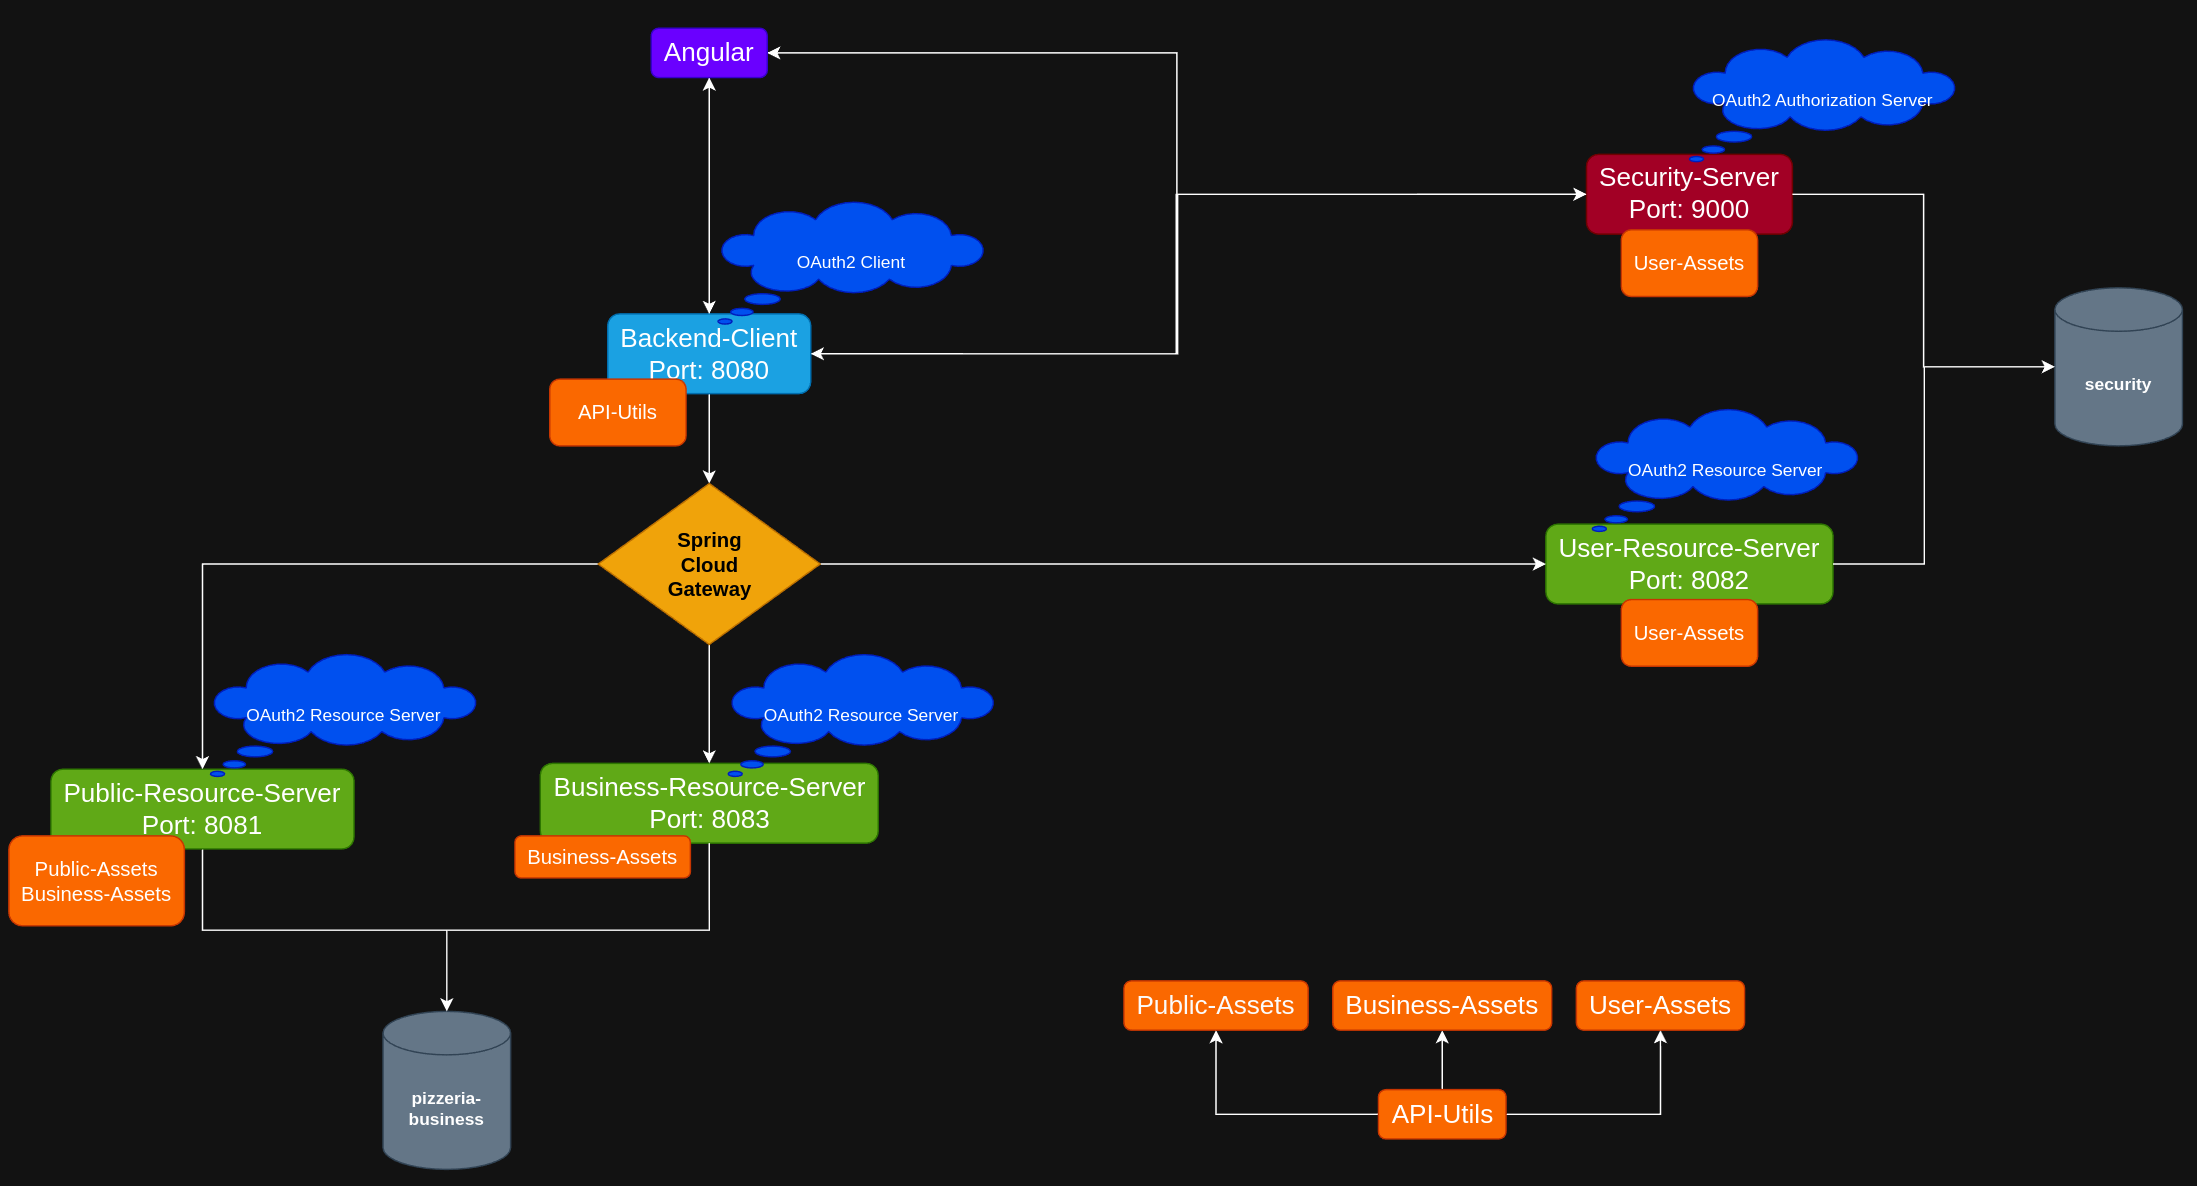 Angular
OAuth2 Authorization Server
Security-Server
Port: 9000
User-Assets
OAuth2 Client
Backend-Client
Port: 8080
API-Utils
security
OAuth2 Resource Server
User-Resource-Server
Port: 8082
User-Assets
Spring
Cloud
Gateway
OAuth2 Resource Server
Public-Resource-Server
Port: 8081
Public-Assets
Business-Assets
OAuth2 Resource Server
Business-Resource-Server
Port: 8083
Business-Assets
pizzeria-
business
Public-Assets
Business-Assets
User-Assets
API-Utils